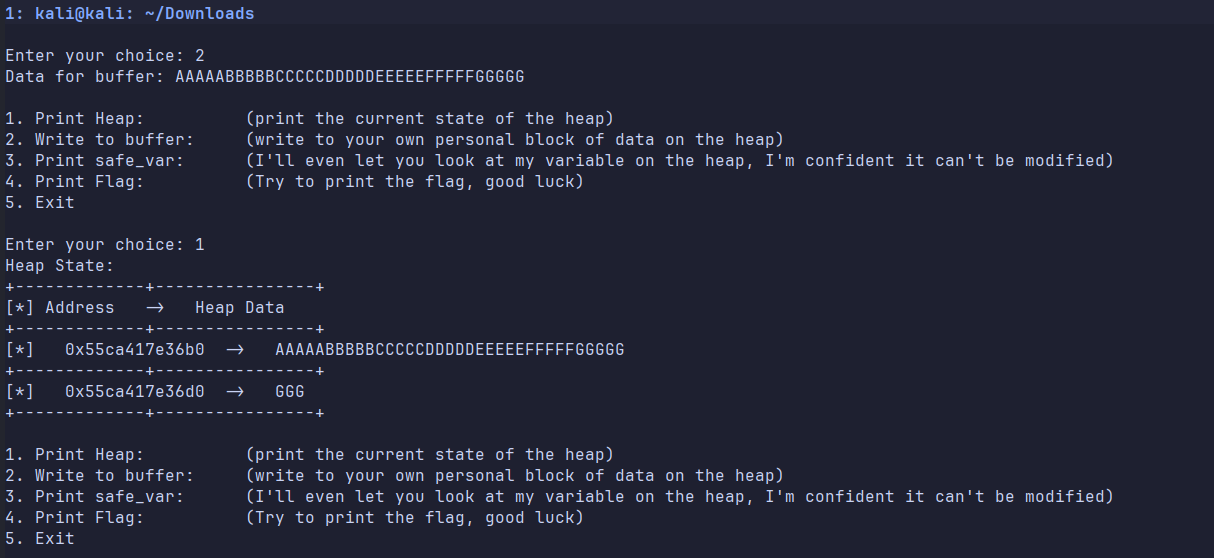 1: kali@kali: ~/Downloads
Enter your choice: 2
Data for buffer: AAAAABBBBBCCCCCDDDDDEEEEEFFFFFGGGGG
1. Print Heap:          (print the current state of the heap)
2. Write to buffer:     (write to your own personal block of data on the heap)
3. Print safe_var:      (I'll even let you look at my variable on the heap, I'm confident it can't be modified)
4. Print Flag:          (Try to print the flag, good luck)
5. Exit
Enter your choice: 1
Heap State:
+-------------+----------------+
[*] Address   ->   Heap Data
+-------------+----------------+
[*]   0x55ca417e36b0  ->   AAAAABBBBBCCCCCDDDDDEEEEEFFFFFGGGGG
+-------------+----------------+
[*]   0x55ca417e36d0  ->   GGG
+-------------+----------------+
1. Print Heap:          (print the current state of the heap)
2. Write to buffer:     (write to your own personal block of data on the heap)
3. Print safe_var:      (I'll even let you look at my variable on the heap, I'm confident it can't be modified)
4. Print Flag:          (Try to print the flag, good luck)
5. Exit